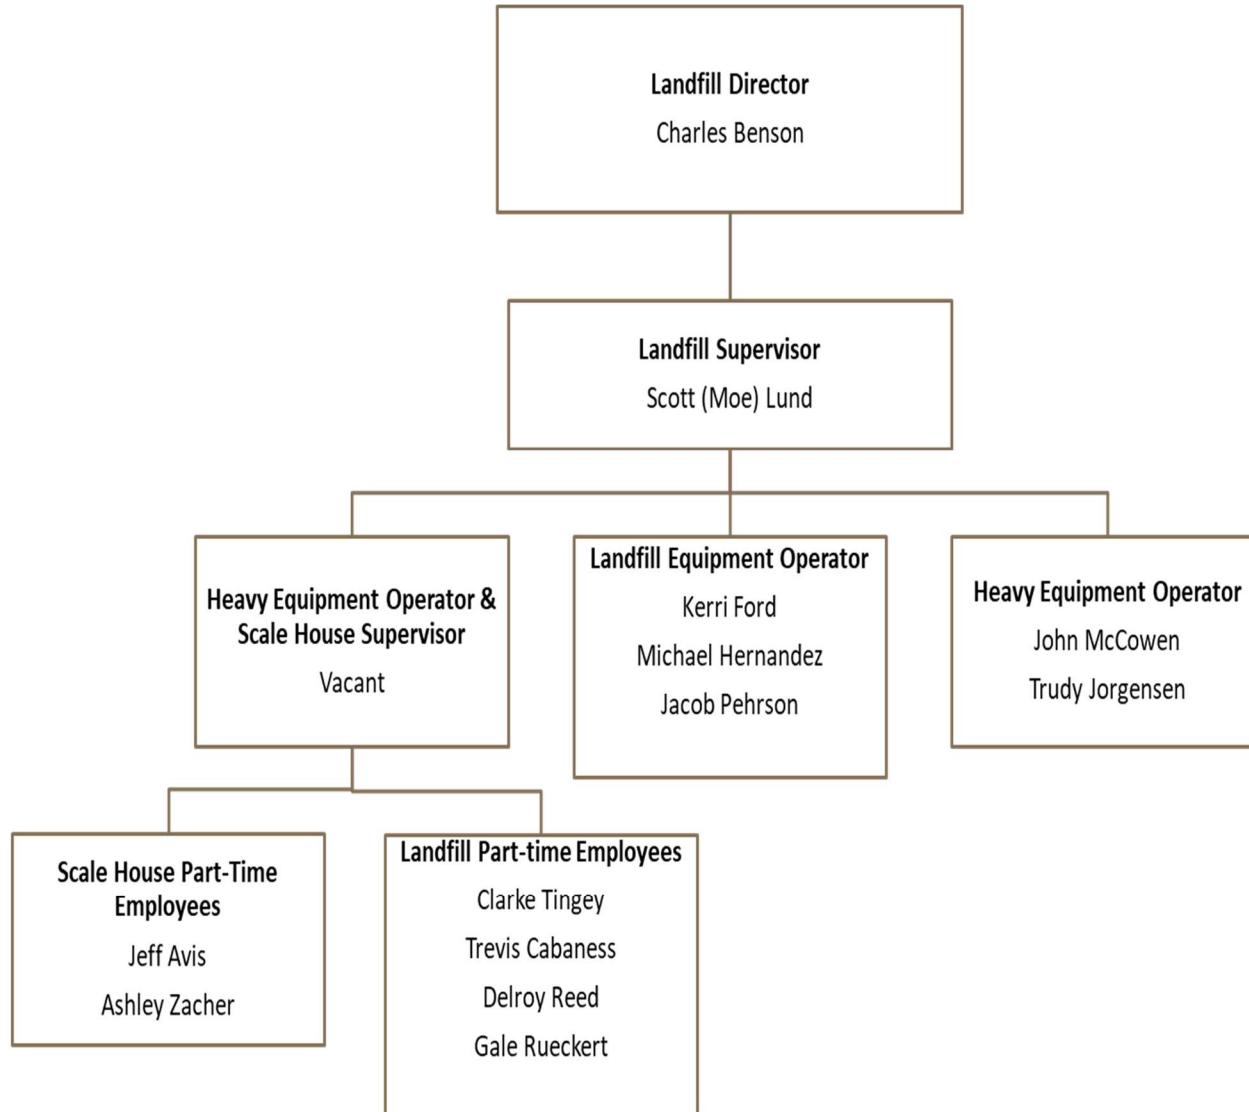 Landfill Director
Charles Benson
Landfill Supervisor
Scott (Moe) Lund
Heavy Equipment Operator &
Scale House Supervisor
Vacant
Landfill Equipment Operator
Kerri Ford
Michael Hernandez
Jacob Pehrson
Heavy Equipment Operator
John McCowen
Trudy Jorgensen
Scale House Part-Time
Employees
Jeff Avis
Ashley Zacher
Landfill Part-time Employees
Clarke Tingey
Trevis Cabaness
Delroy Reed
Gale Rueckert